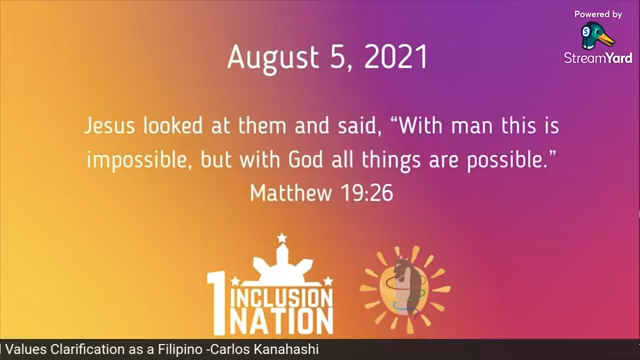 Powered by
StreamYard
August 5, 2021
Jesus looked at them and said, “With man this is
impossible, but with God all things are possible.”
Matthew 19:26
1 INCLUSION
NATION
Values Clarification as a Filipino -Carlos Kanahashi